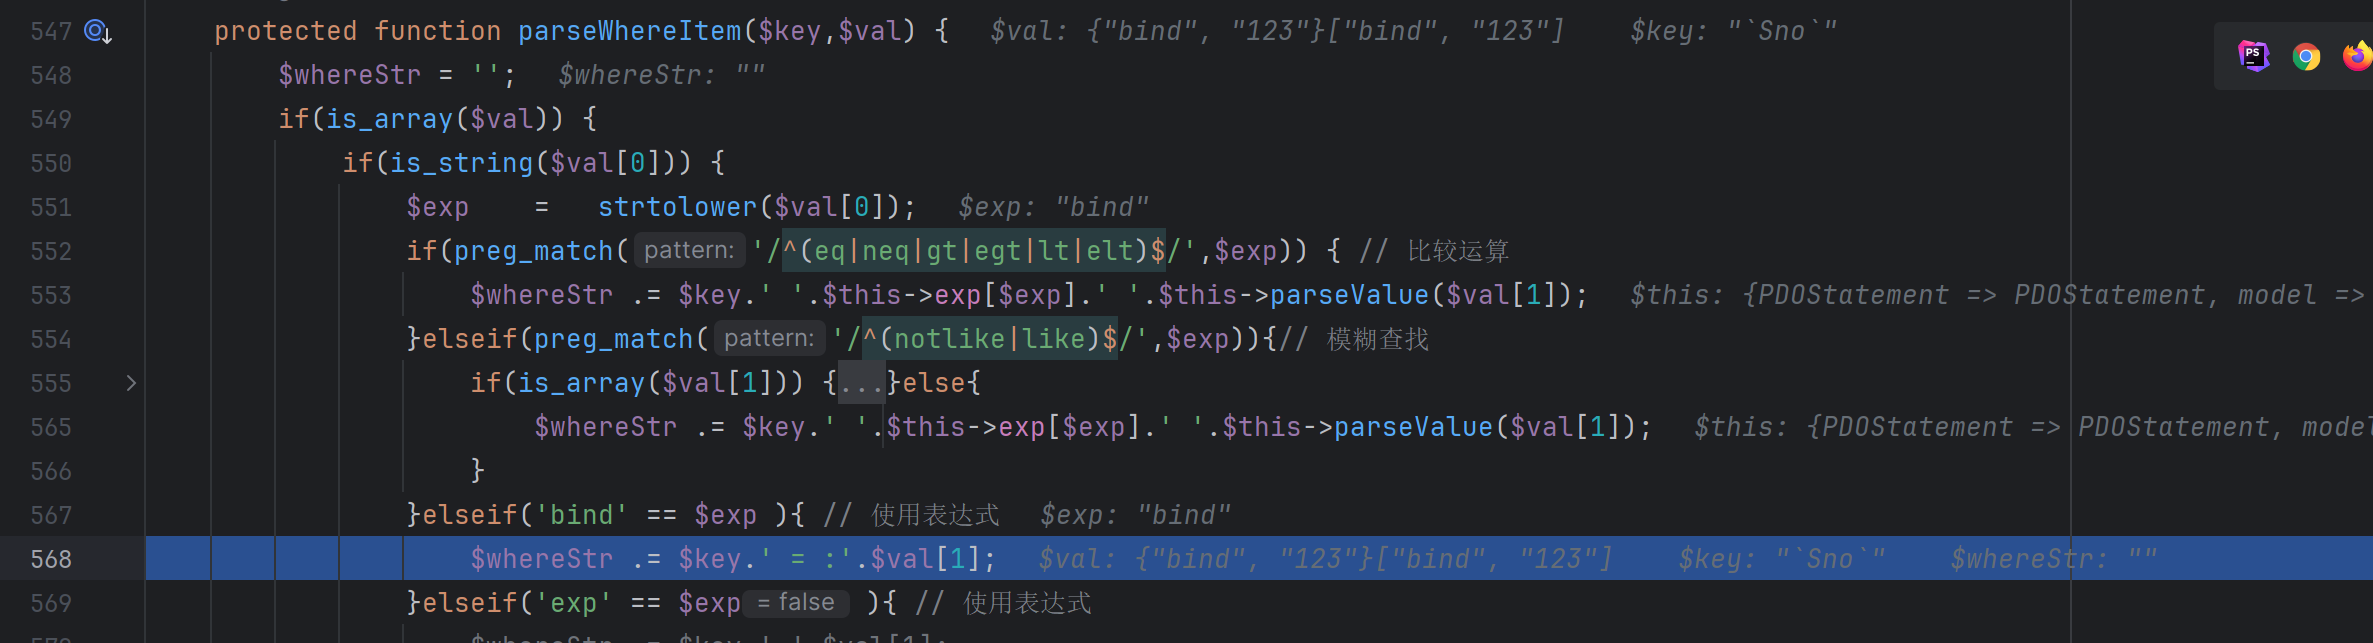 547 protected function parseWhereItem($key,$val) { $val: {"bind", "123"}["bind", "123"] $key: "`Sno`"
548 $whereStr = ''; $whereStr: ""
549 if(is_array($val)) {
550 if(is_string($val[0])) {
551 $exp = strtolower($val[0]); $exp: "bind"
552 if(preg_match( pattern: '/^(eq|neq|gt|egt|lt|elt)$/',$exp)) { // 比较运算
553 $whereStr .= $key.' '.$this->exp[$exp].' '.$this->parseValue($val[1]); $this: {PDOStatement => PDOStatement, model =>
554 }elseif(preg_match( pattern: '/^(notlike|like)$/',$exp)){// 模糊查找
555 if(is_array($val[1])) {...}else{
565 $whereStr .= $key.' '.$this->exp[$exp].' '.$this->parseValue($val[1]); $this: {PDOStatement => PDOStatement, model
566 }
567 }elseif('bind' == $exp ){ // 使用表达式 $exp: "bind"
568 $whereStr .= $key.' = :'.$val[1]; $val: {"bind", "123"}["bind", "123"] $key: "`Sno`" $whereStr: ""
569 }elseif('exp' == $exp = false ){ // 使用表达式
PS